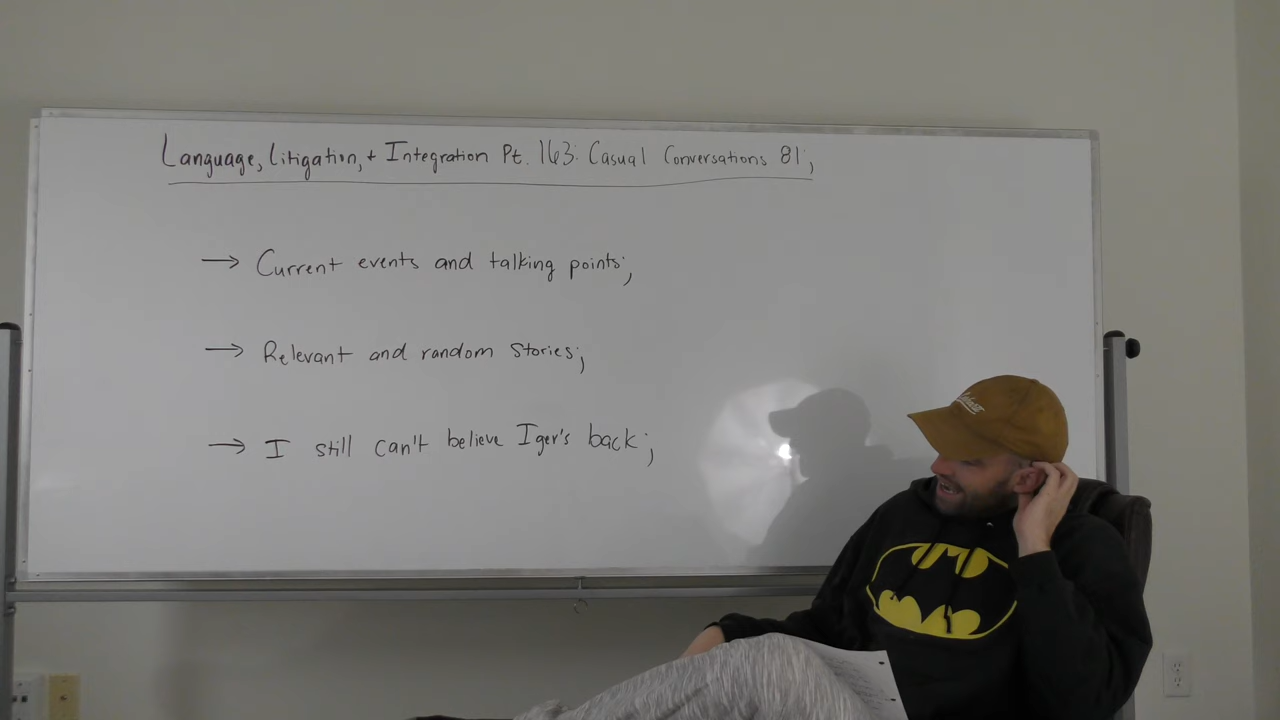 Language, Litigation, + Integration Pt. 163: Casual Conversations 81;
→ Current events and talking points;
→ Relevant and random stories;
→ I still can't believe Iger's back;